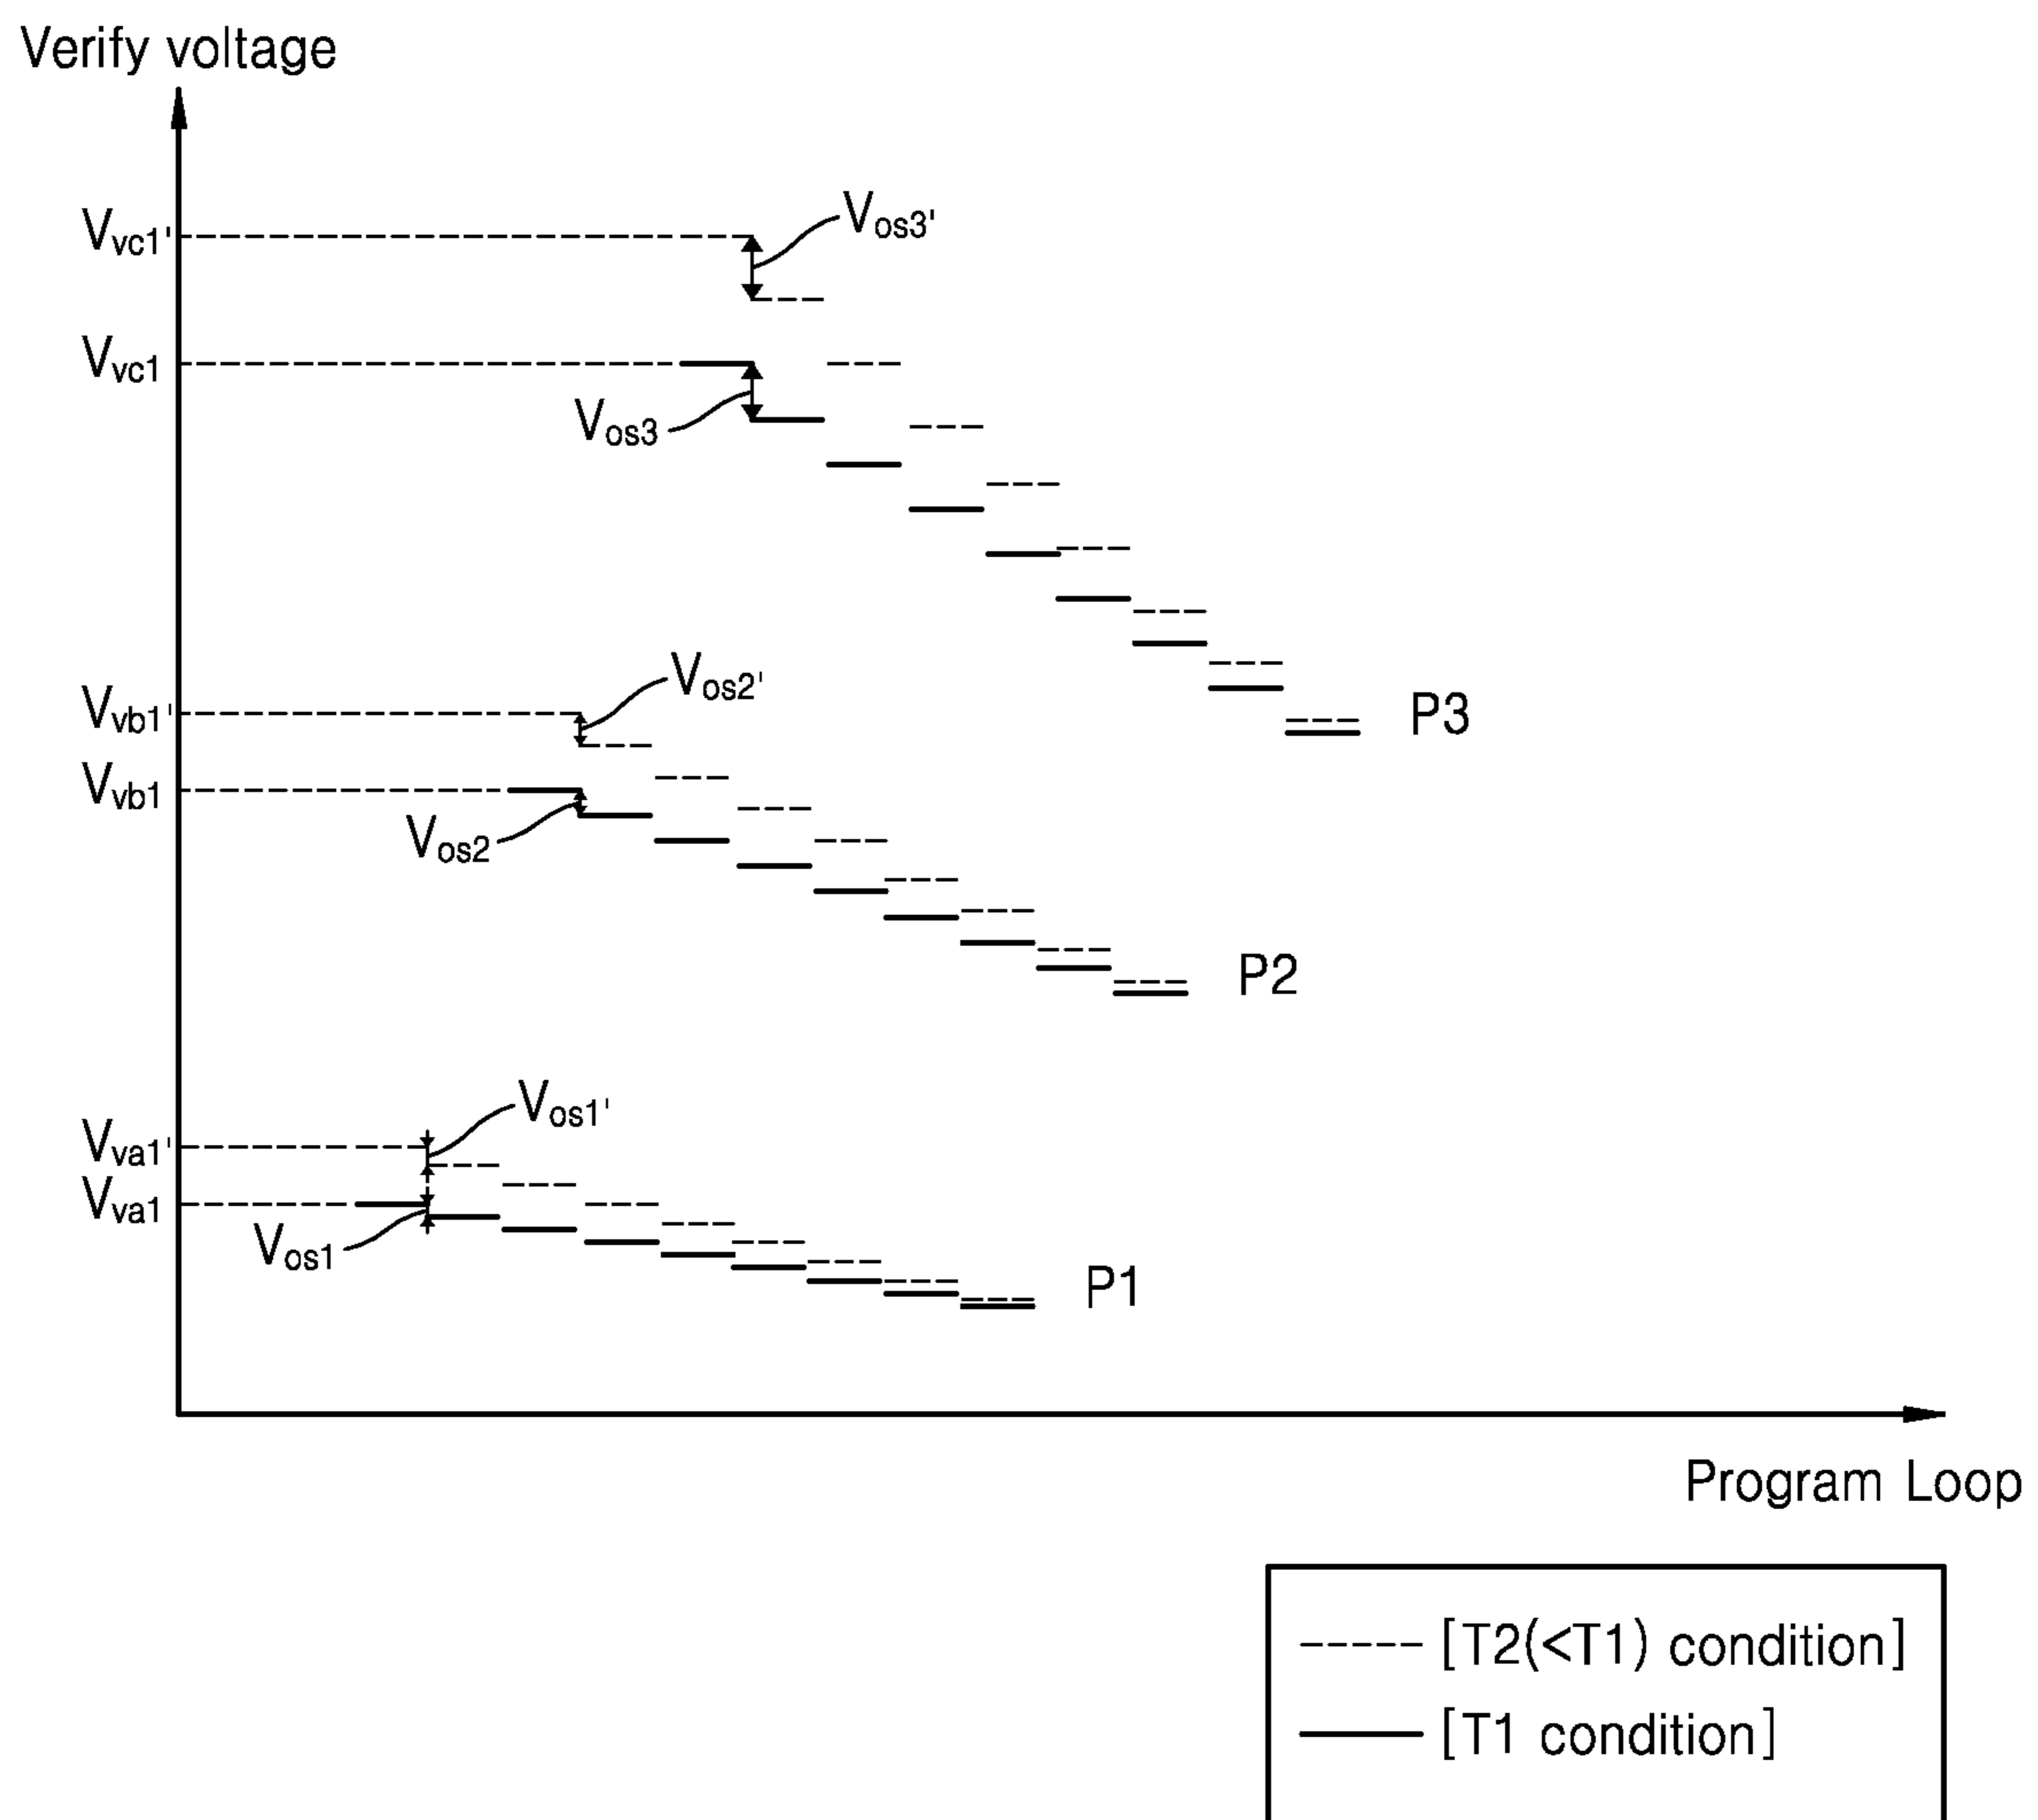 Verify voltage
Vvc1'
Vos3'
Vvc1
Vos3
Vos2'
Vvb1'
P3
Vvb1
Vos2
P2
Vos1'
Vva1'
Vva1
Vos1
P1
Program Loop
[T2(<T1) condition]
[T1 condition]